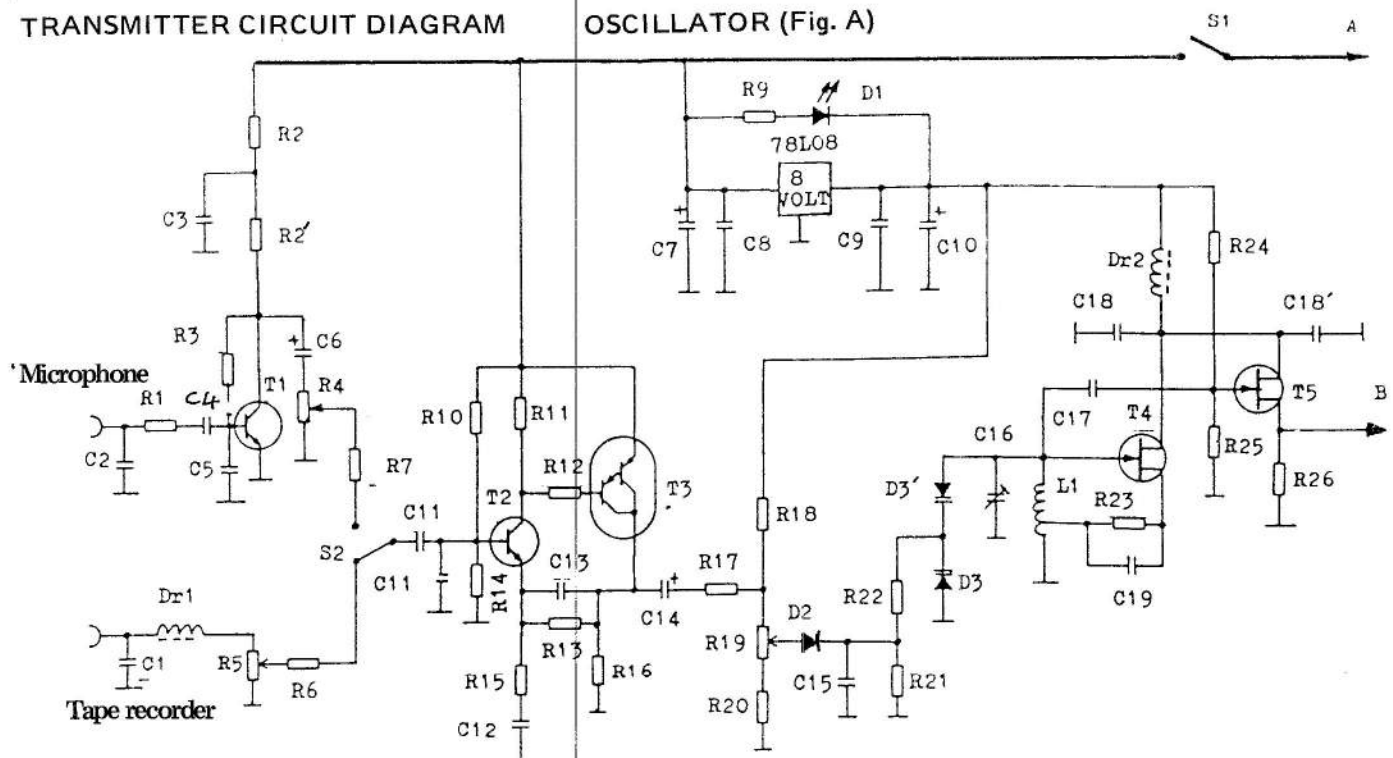 TRANSMITTER CIRCUIT DIAGRAM OSCILLATOR (Fig. A)
S1 A
R9 D1
R2
78L08
8
VOLT
C3
R2′
C7 C8 C9 C10
R24
Dr2
C18 C18′
R3 C6
Microphone
R1 C4 T1 R4
C17 T5 B
R10 R11
T4
C2 C5 R7
R12
C16
R25 R26
T3
D3′
L1 R23
T2
R18
C11
S2
C11
R14
C13
R17
D3
C19
Dr1
C14
R22
D2
R13
R19
C1 R5 R6
R15 R16
C15 R21
Tape recorder
C12
R20